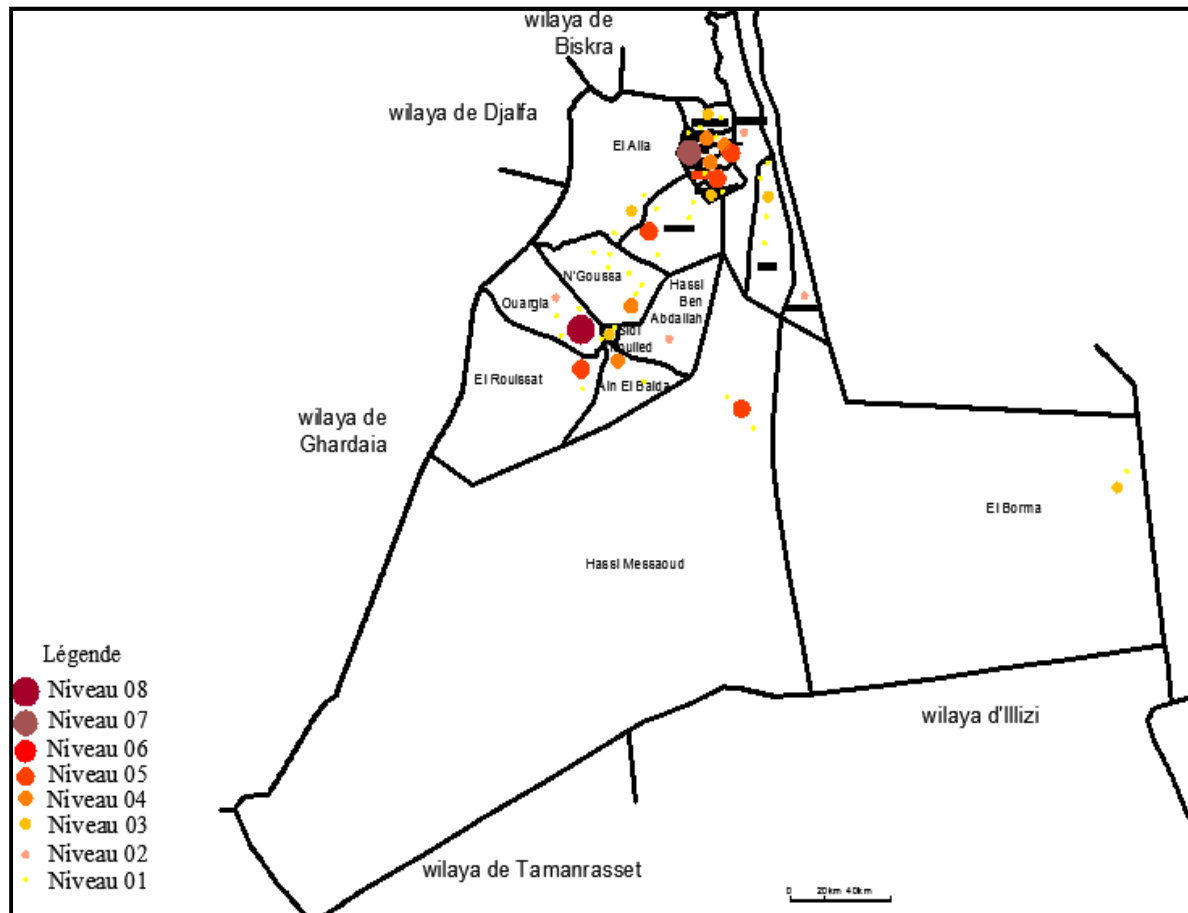 wilaya de
Biskra
wilaya de Djalfa
El Alia
N'Goussa
Hassi
Ben
Abdallah
Ouargla
Sidi
El Rouissat
Ain El Baida
wilaya de
Ghardaia
El Borma
Hassi Messaoud
Légende
Niveau 08
Niveau 07
Niveau 06
Niveau 05
Niveau 04
Niveau 03
Niveau 02
Niveau 01
wilaya d'Illizi
wilaya de Tamanrasset
0 20km 40km